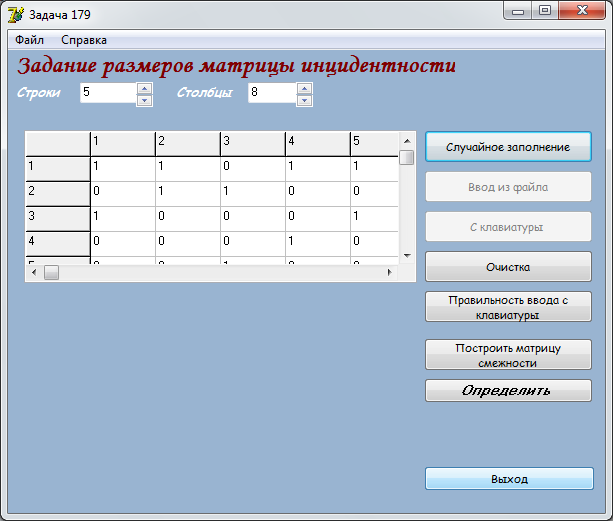 Задача 179
Файл Справка
Задание размеров матрицы инцидентности
Строки 5 Столбцы 8
1 2 3 4 5
1 1 1 0 1 1
2 0 1 1 0 0
3 1 0 0 0 1
4 0 0 0 1 0
Случайное заполнение
Ввод из файла
С клавиатуры
Очистка
Правильность ввода с
клавиатуры
Построить матрицу
смежности
Определить
Выход